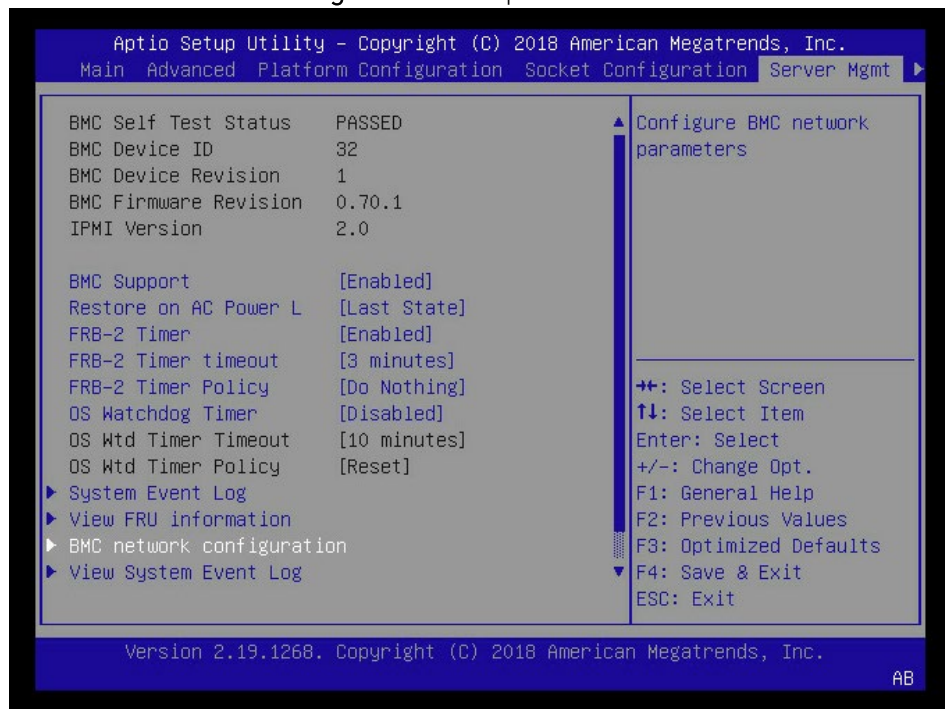 Aptio Setup Utility – Copyright (C) 2018 American Megatrends, Inc.
Main Advanced Platform Configuration Socket Configuration Server Mgmt
BMC Self Test Status PASSED
BMC Device ID 32
BMC Device Revision 1
BMC Firmware Revision 0.70.1
IPMI Version 2.0
BMC Support [Enabled]
Restore on AC Power L [Last State]
FRB-2 Timer [Enabled]
FRB-2 Timer timeout [3 minutes]
FRB-2 Timer Policy [Do Nothing]
OS Watchdog Timer [Disabled]
OS Wtd Timer Timeout [10 minutes]
OS Wtd Timer Policy [Reset]
System Event Log
View FRU information
BMC network configuration
View System Event Log
Configure BMC network
parameters
→←: Select Screen
↑↓: Select Item
Enter: Select
+/-: Change Opt.
F1: General Help
F2: Previous Values
F3: Optimized Defaults
F4: Save & Exit
ESC: Exit
Version 2.19.1268. Copyright (C) 2018 American Megatrends, Inc.
AB